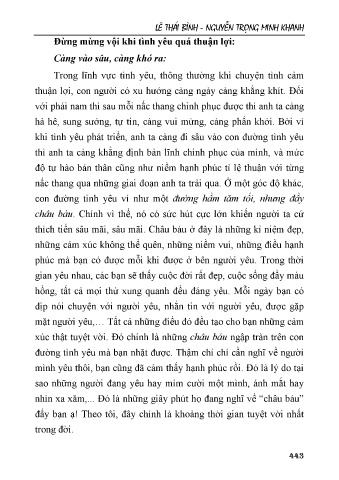 LÊ THÁI BÌNH - NGUYỄN TRỌNG MINH KHANH
Đừng mừng vội khi tình yêu quá thuận lợi:
Càng vào sâu, càng khó ra:
Trong lĩnh vực tình yêu, thông thường khi chuyện tình cảm
thuận lợi, con người có xu hướng càng ngày càng khắng khít. Đối
với phái nam thì sau mỗi nấc thang chinh phục được thì anh ta càng
hả hê, sung sướng, tự tin, càng vui mừng, càng phấn khởi. Bởi vì
khi tình yêu phát triển, anh ta càng đi sâu vào con đường tình yêu
thì anh ta càng khẳng định bản lĩnh chinh phục của mình, và mức
độ tự hào bản thân cũng như niềm hạnh phúc tỉ lệ thuận với từng
nấc thang qua những giai đoạn anh ta trải qua. Ở một góc độ khác,
con đường tình yêu ví như một đường hầm tăm tối, nhưng đầy
châu báu. Chính vì thế, nó có sức hút cực lớn khiến người ta cứ
thích tiến sâu mãi, sâu mãi. Châu báu ở đây là những kỉ niệm đẹp,
những cảm xúc không thể quên, những niềm vui, những điều hạnh
phúc mà bạn có được mỗi khi được ở bên người yêu. Trong thời
gian yêu nhau, các bạn sẽ thấy cuộc đời rất đẹp, cuộc sống đầy màu
hồng, tất cả mọi thứ xung quanh đều đáng yêu. Mỗi ngày bạn có
dịp nói chuyện với người yêu, nhắn tin với người yêu, được gặp
mặt người yêu,… Tất cả những điều đó đều tạo cho bạn những cảm
xúc thật tuyệt vời. Đó chính là những châu báu ngập tràn trên con
đường tình yêu mà bạn nhặt được. Thậm chí chỉ cần nghĩ về người
mình yêu thôi, bạn cũng đã cảm thấy hạnh phúc rồi. Đó là lý do tại
sao những người đang yêu hay mỉm cười một mình, ánh mắt hay
nhìn xa xăm,... Đó là những giây phút họ đang nghĩ về “châu báu”
đấy bạn ạ! Theo tôi, đây chính là khoảng thời gian tuyệt vời nhất
trong đời.
443